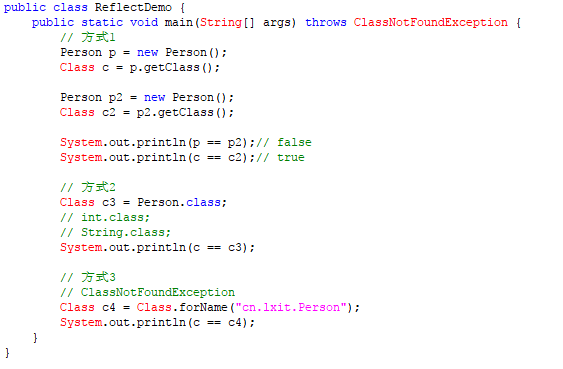 public class ReflectDemo {
public static void main(String[] args) throws ClassNotFoundException {
// 方式1
Person p = new Person();
Class c = p.getClass();
Person p2 = new Person();
Class c2 = p2.getClass();
System.out.println(p == p2);// false
System.out.println(c == c2);// true
// 方式2
Class c3 = Person.class;
// int.class;
// String.class;
System.out.println(c == c3);
// 方式3
// ClassNotFoundException
Class c4 = Class.forName("cn.lxit.Person");
System.out.println(c == c4);
}
}